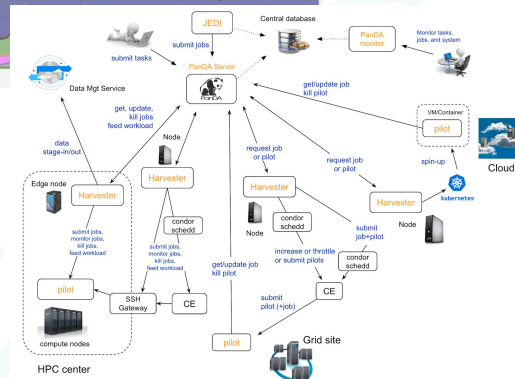 JEDI
Central database
submit jobs
PanDA
monitor
Monitor tasks,
jobs, and system
submit tasks
PanDA Server
PanDA
Data Mgt Service
get, update,
kill jobs
feed workload
get/update job
kill pilot
VM/Container
pilot
Cloud
spin-up
kubernetes
data
stage-in/out
Node
request job
or pilot
request job
or pilot
Edge node
Harvester
Harvester
Harvester
Harvester
Node
Node
condor
schedd
condor
schedd
submit
job+pilot
condor
schedd
submit jobs,
monitor jobs,
kill jobs,
feed workload
submit jobs,
monitor jobs,
kill jobs,
feed workload
get/update job
kill pilot
increase or throttle
or submit pilots
pilot
SSH
Gateway
CE
CE
submit
pilot (+job)
compute nodes
pilot
Grid site
HPC center